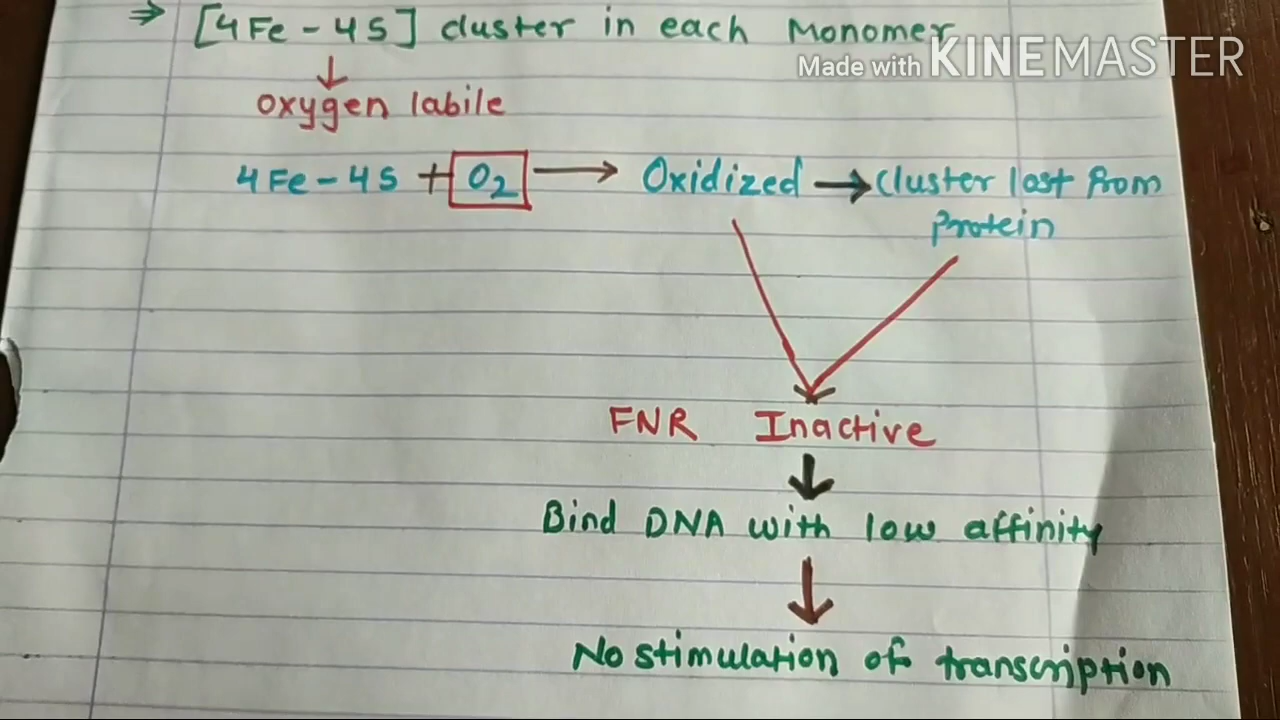 ⇒ [4Fe-4S] cluster in each Monomer
Made with KINEMASTER
↓
oxygen labile
4Fe-4S + O₂ → Oxidized → Cluster lost from
protein
FNR Inactive
↓
Bind DNA with low affinity
↓
No stimulation of transcription